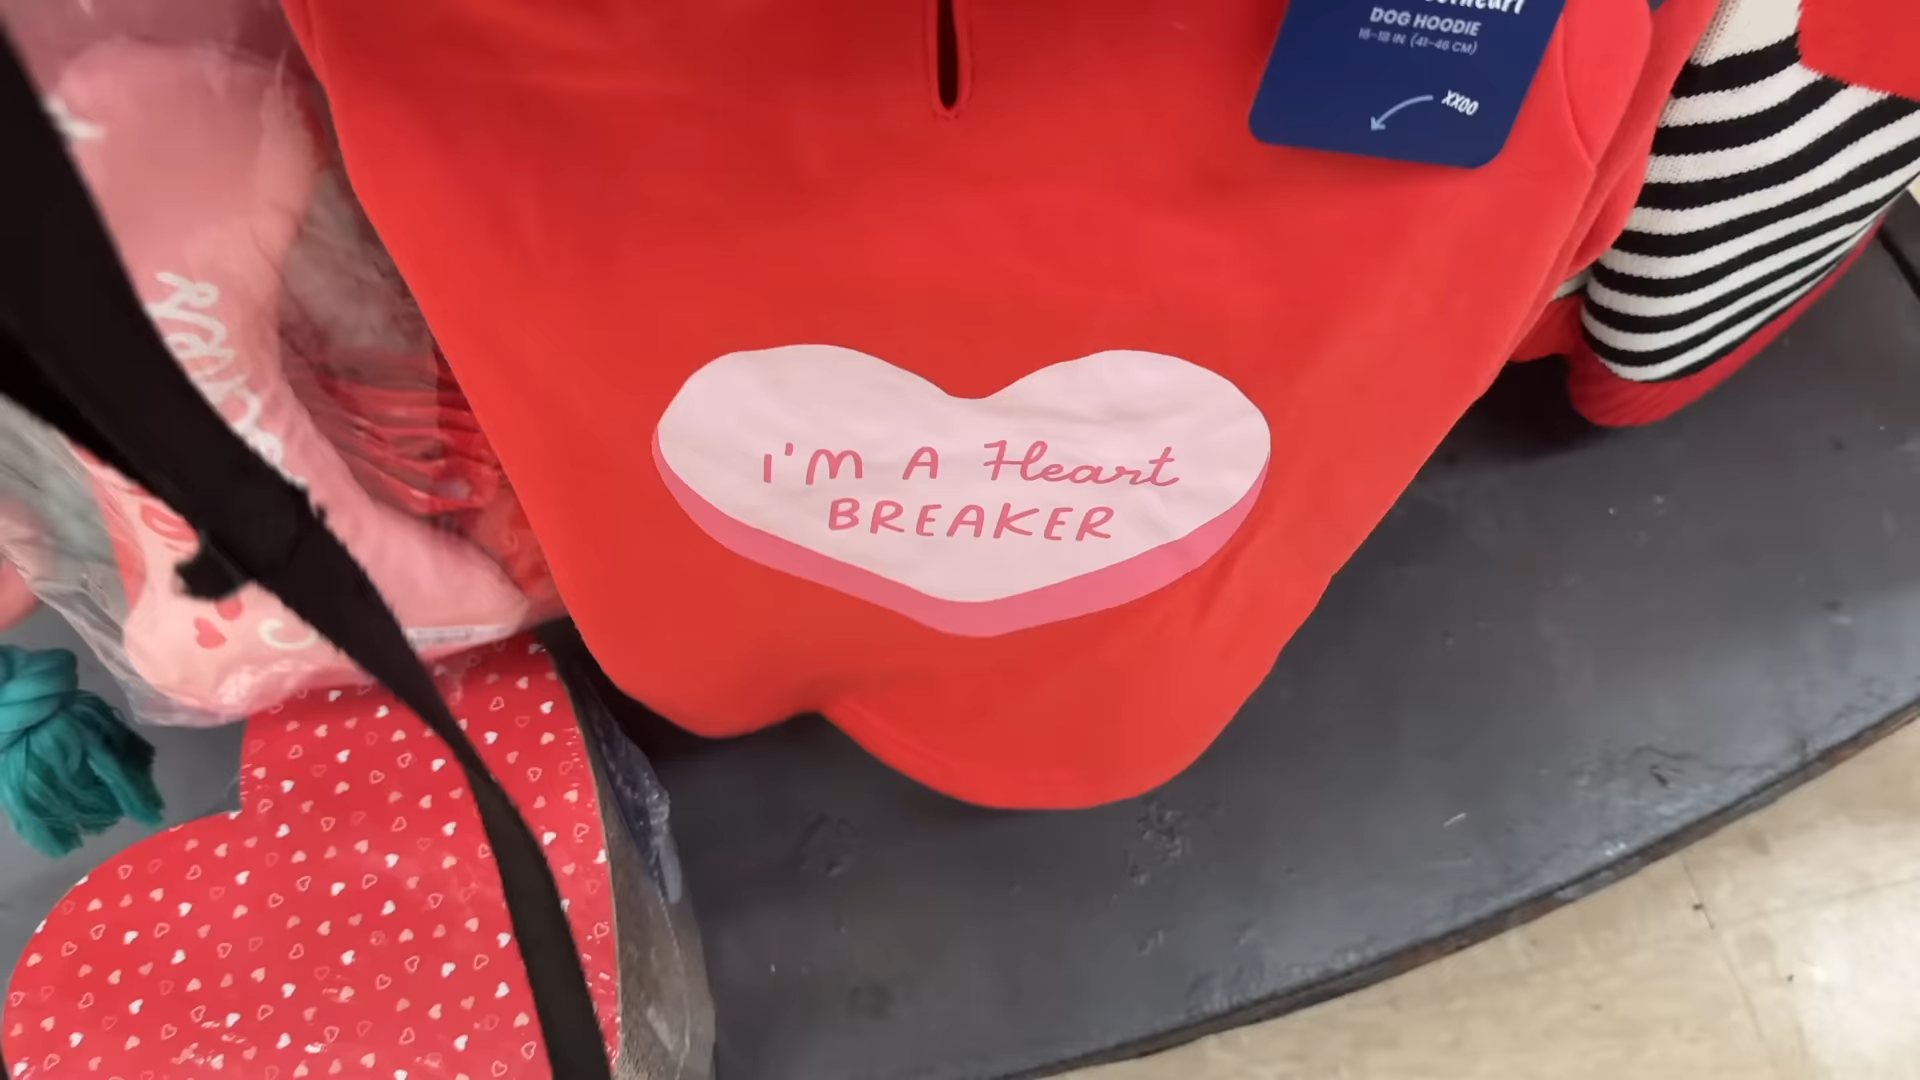 DOG HOODIE
16-18 IN. (41-46 CM)
XXOO
I'M A Heart
BREAKER